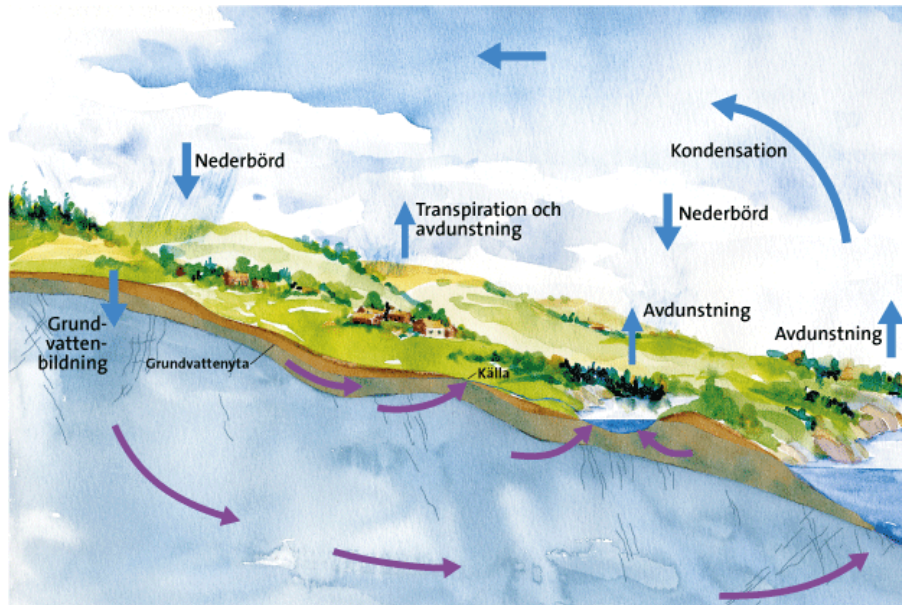 Nederbörd
Kondensation
Transpiration och
avdunstning
Nederbörd
Avdunstning
Avdunstning
Grund-
vatten-
bildning
Grundvattenyta
Källa